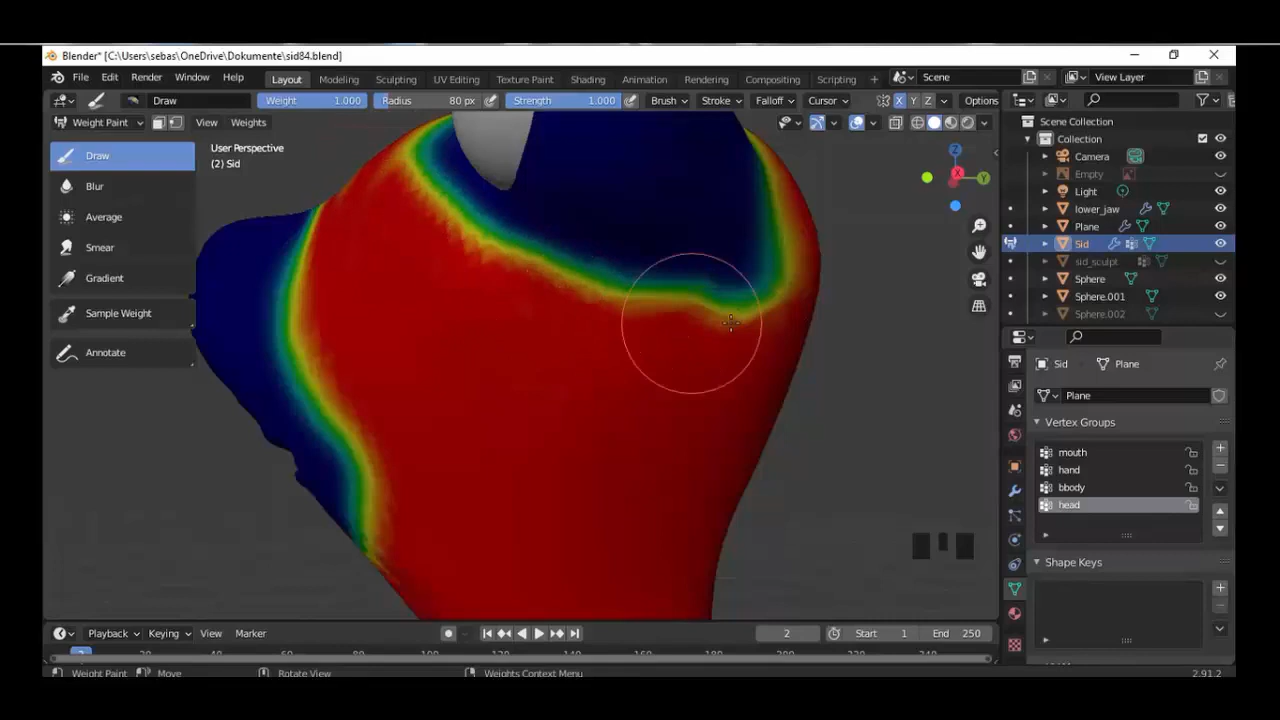 Blender* [C:\Users\sebas\OneDrive\Dokumente\sid84.blend]
File Edit Render Window Help Layout Modeling Sculpting UV Editing Texture Paint Shading Animation Rendering Compositing Scripting + Scene View Layer
Draw Weight 1.000 Radius 80 px Strength 1.000 Brush Stroke Falloff Cursor X Y Z Options
Weight Paint View Weights
Scene Collection
Collection
Camera
Empty
Light
lower_jaw
Plane
Sid
sid_sculpt
Sphere
Sphere.001
Sphere.002
Draw
Blur
Average
Smear
Gradient
Sample Weight
Annotate
User Perspective
(2) Sid
Z
X
Y
Sid Plane
Plane
Vertex Groups
mouth
hand
bbody
head
Shape Keys
Playback Keying View Marker 2 Start 1 End 250
Weight Paint Move Rotate View Weights Context Menu 2.91.2